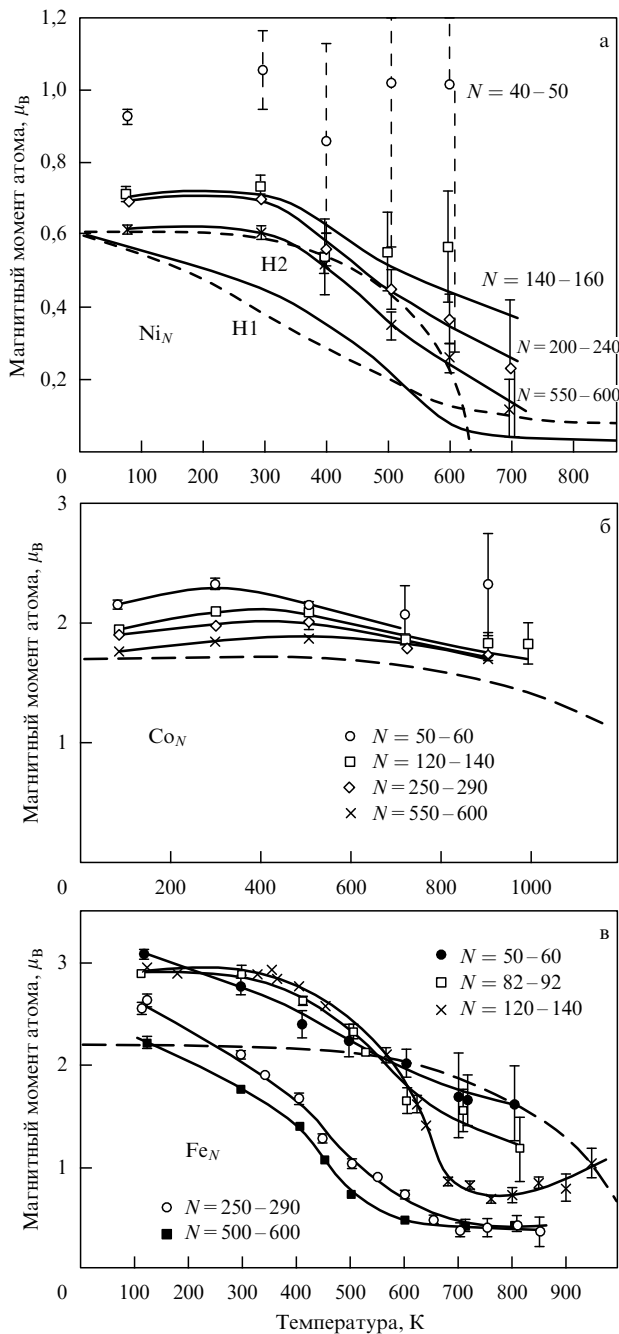 1,2
1,0
0,8
0,6
0,4
0,2
0
Магнитный момент атома, μB
а
N = 40–50
N = 140–160
N = 200–240
N = 550–600
H2
H1
NiN
100 200 300 400 500 600 700 800
3
2
1
0
Магнитный момент атома, μB
б
CoN
N = 50–60
N = 120–140
N = 250–290
N = 550–600
200 400 600 800 1000
3
2
1
0
Магнитный момент атома, μB
в
N = 50–60
N = 82–92
N = 120–140
FeN
N = 250–290
N = 500–600
100 200 300 400 500 600 700 800 900
Температура, К